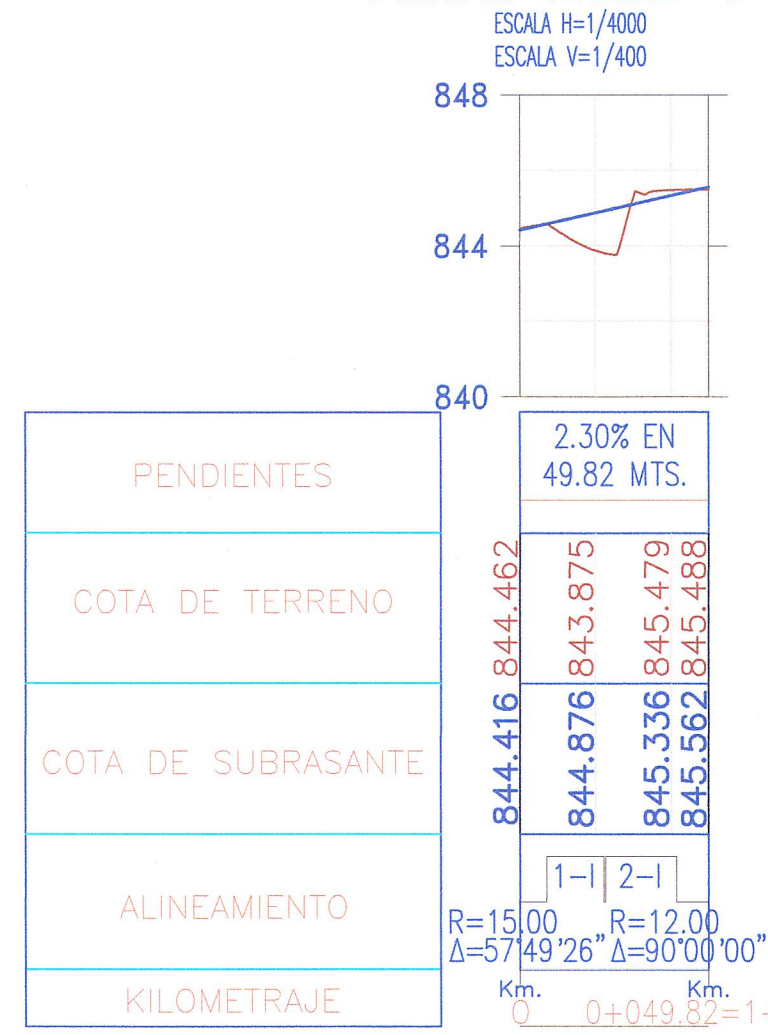 ESCALA H=1/4000
ESCALA V=1/400
848
844
840
PENDIENTES
2.30% EN
49.82 MTS.
COTA DE TERRENO
844.462
843.875
845.479
845.488
COTA DE SUBRASANTE
844.416
844.876
845.336
845.562
ALINEAMIENTO
1-I 2-I
R=15.00 R=12.00
Δ=57°49'26" Δ=90°00'00"
KILOMETRAJE
Km. Km.
0 0+049.82=1-